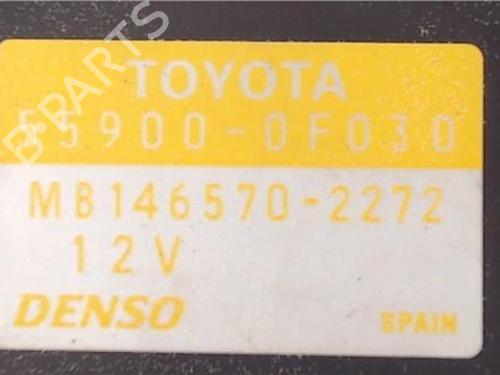 TOYOTA
55900-0F030
MB146570-2272
12V
DENSO
SPAIN
B-PARTS